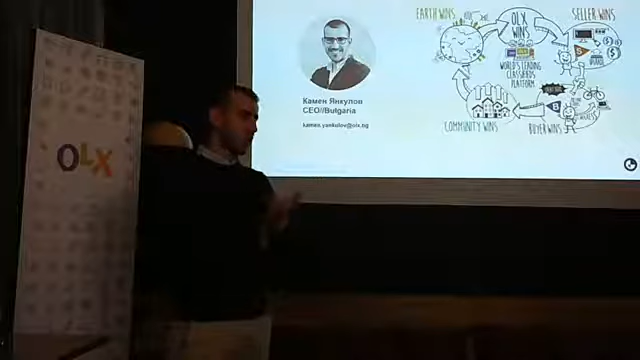 OLX
Камен Янкулов
CEO//Bulgaria
kamen.yankulov@olx.bg
EARTH WINS
OLX
WINS
WORLD'S LEADING
CLASSIFIEDS
PLATFORM
SELLER WINS
S
B
COMMUNITY WINS
BUYER WINS